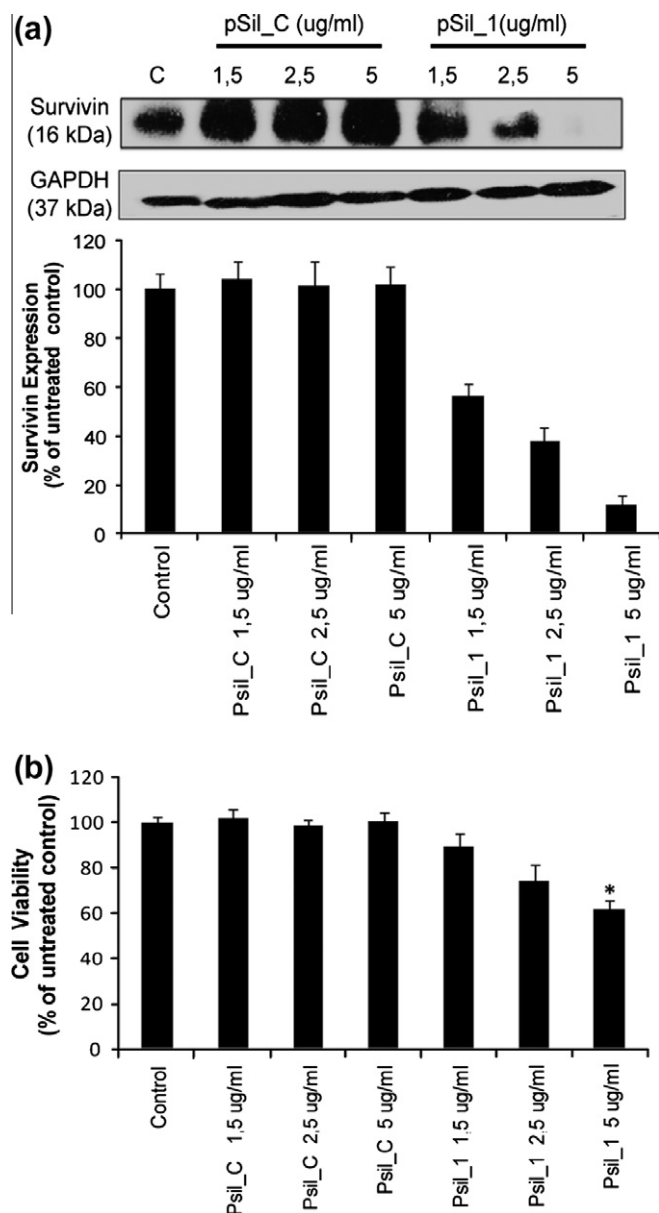 (a)
pSil_C (ug/ml) pSil_1(ug/ml)
C 1,5 2,5 5 1,5 2,5 5
Survivin
(16 kDa)
GAPDH
(37 kDa)
Survivin Expression
(% of untreated control)
120
100
80
60
40
20
0
Control
Psil_C 1,5 ug/ml
Psil_C 2,5 ug/ml
Psil_C 5 ug/ml
Psil_1 1,5 ug/ml
Psil_1 2,5 ug/ml
Psil_1 5 ug/ml
(b)
Cell Viability
(% of untreated control)
120
100
80
60
40
20
0
*
Control
Psil_C 1,5 ug/ml
Psil_C 2,5 ug/ml
Psil_C 5 ug/ml
Psil_1 1,5 ug/ml
Psil_1 2,5 ug/ml
Psil_1 5 ug/ml